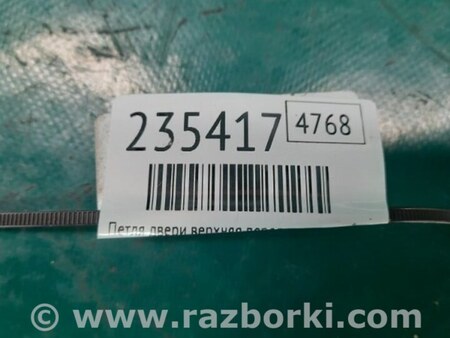 235417 4768
Петля двери верхняя
© www.razborki.com